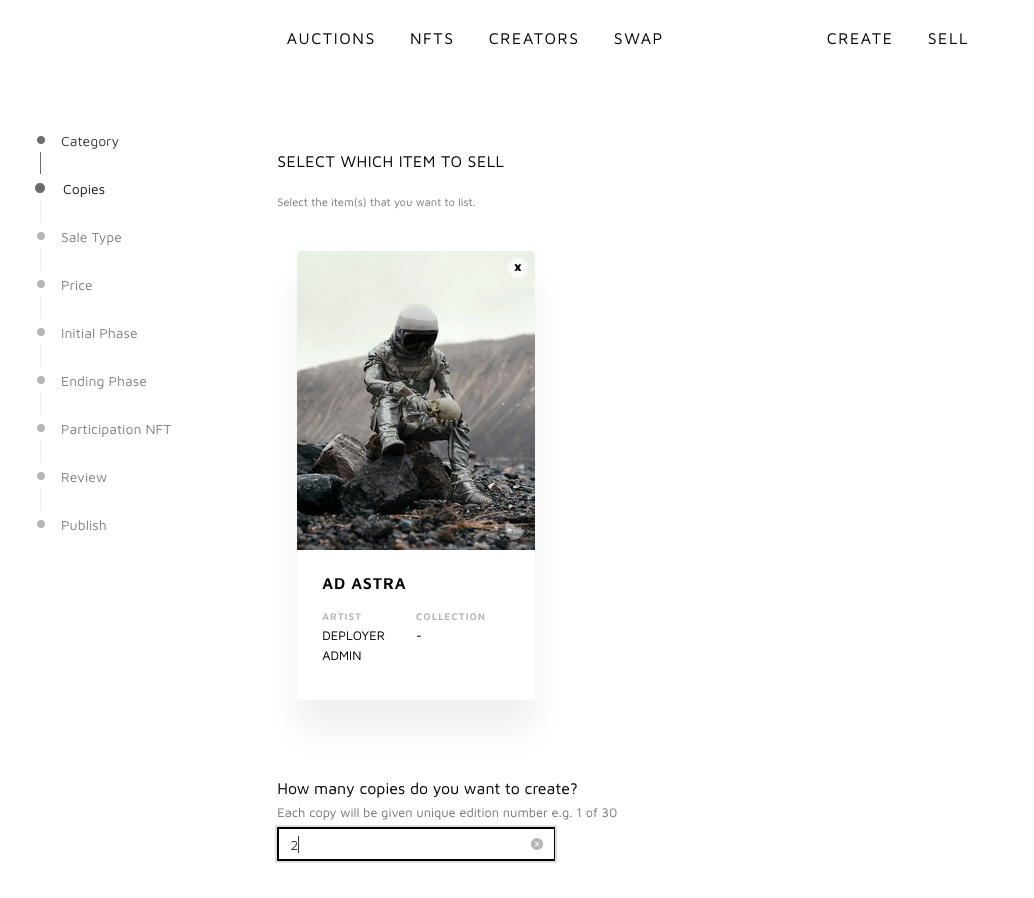 AUCTIONS NFTS CREATORS SWAP CREATE SELL
Category
Copies
Sale Type
Price
Initial Phase
Ending Phase
Participation NFT
Review
Publish
SELECT WHICH ITEM TO SELL
Select the item(s) that you want to list.
x
AD ASTRA
ARTIST COLLECTION
DEPLOYER -
ADMIN
How many copies do you want to create?
Each copy will be given unique edition number e.g. 1 of 30
2 x